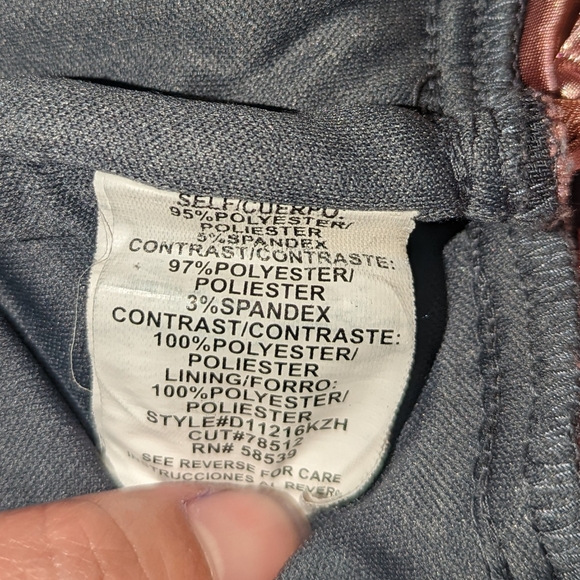 SELF/CUERPO:
95%POLYESTER/
POLIESTER
5%SPANDEX
CONTRAST/CONTRASTE:
97%POLYESTER/
POLIESTER
3%SPANDEX
CONTRAST/CONTRASTE:
100%POLYESTER/
POLIESTER
LINING/FORRO:
100%POLYESTER/
POLIESTER
STYLE#D11216KZH
CUT#78512
RN# 58539
SEE REVERSE FOR CARE